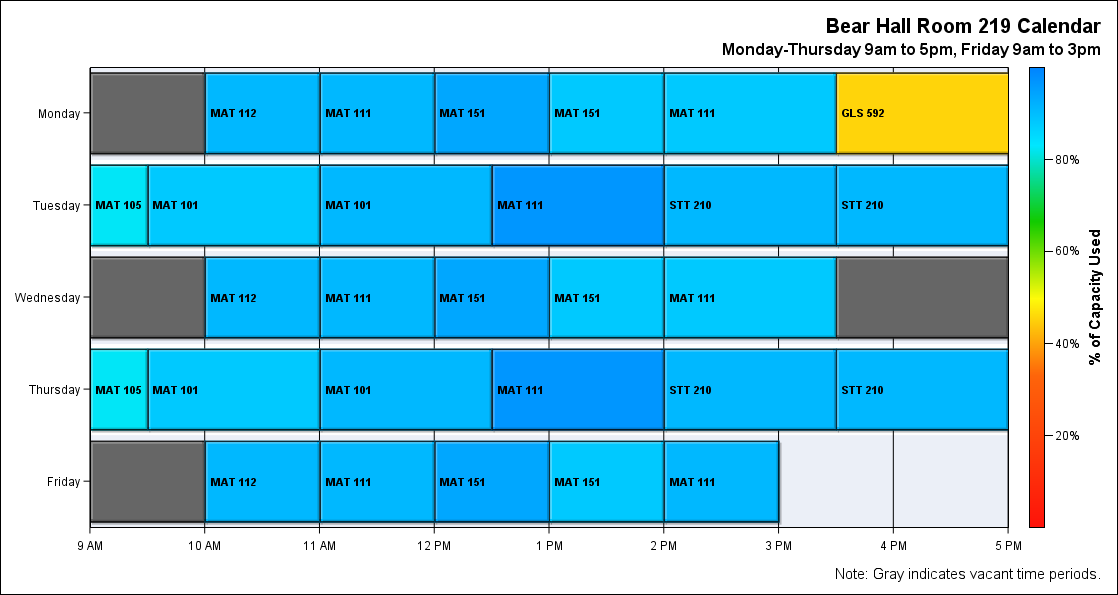 Bear Hall Room 219 Calendar
Monday-Thursday 9am to 5pm, Friday 9am to 3pm
Monday
MAT 112
MAT 111
MAT 151
MAT 151
MAT 111
GLS 592
Tuesday
MAT 105
MAT 101
MAT 101
MAT 111
STT 210
STT 210
Wednesday
MAT 112
MAT 111
MAT 151
MAT 151
MAT 111
Thursday
MAT 105
MAT 101
MAT 101
MAT 111
STT 210
STT 210
Friday
MAT 112
MAT 111
MAT 151
MAT 151
MAT 111
9 AM
10 AM
11 AM
12 PM
1 PM
2 PM
3 PM
4 PM
5 PM
80%
60%
40%
20%
% of Capacity Used
Note: Gray indicates vacant time periods.